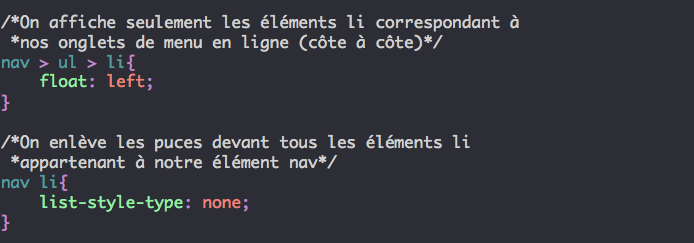 /*On affiche seulement les éléments li correspondant à
 *nos onglets de menu en ligne (côte à côte)*/
nav > ul > li{
    float: left;
}

/*On enlève les puces devant tous les éléments li
 *appartenant à notre élément nav*/
nav li{
    list-style-type: none;
}